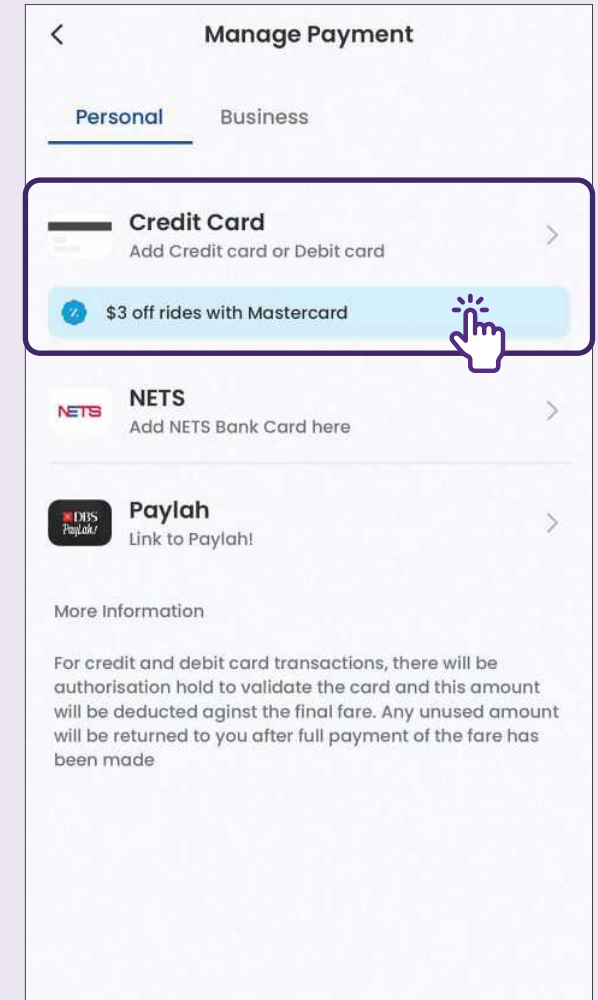 Manage Payment
Personal
Business
Credit Card
Add Credit card or Debit card
$3 off rides with Mastercard
NETS
NETS
Add NETS Bank Card here
DBS
PayLah!
Paylah
Link to Paylah!
More Information
For credit and debit card transactions, there will be
authorisation hold to validate the card and this amount
will be deducted aginst the final fare. Any unused amount
will be returned to you after full payment of the fare has
been made